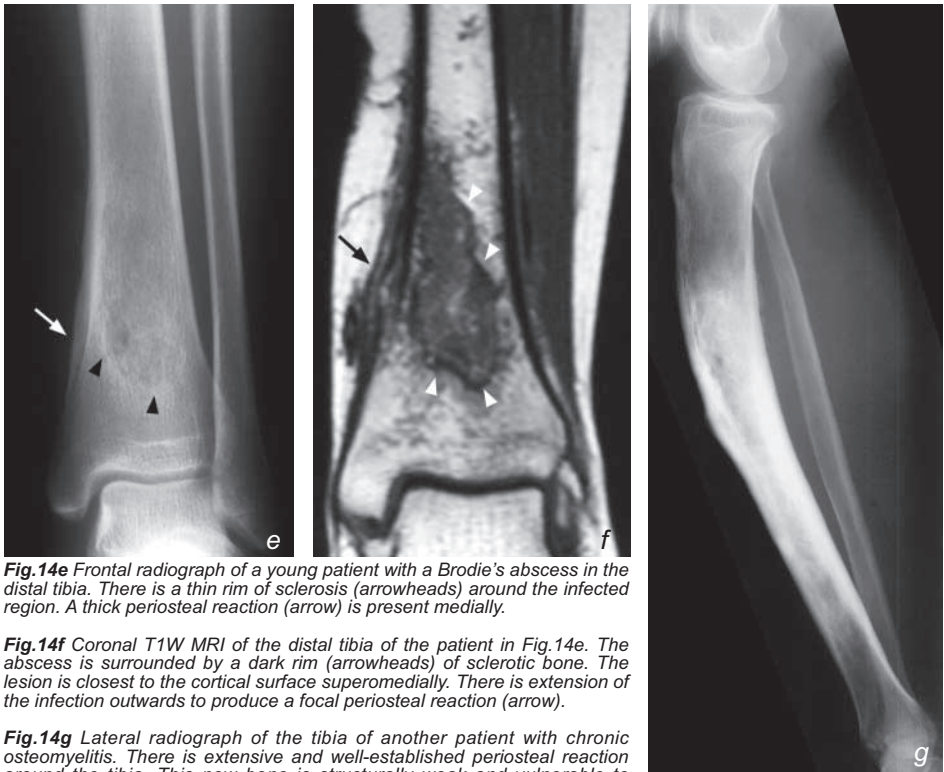 e
f
g
Fig.14e Frontal radiograph of a young patient with a Brodie's abscess in the
distal tibia. There is a thin rim of sclerosis (arrowheads) around the infected
region. A thick periosteal reaction (arrow) is present medially.
Fig.14f Coronal T1W MRI of the distal tibia of the patient in Fig.14e. The
abscess is surrounded by a dark rim (arrowheads) of sclerotic bone. The
lesion is closest to the cortical surface superomedially. There is extension of
the infection outwards to produce a focal periosteal reaction (arrow).
Fig.14g Lateral radiograph of the tibia of another patient with chronic
osteomyelitis. There is extensive and well-established periosteal reaction
around the tibia. This new bone is structurally weak and vulnerable to